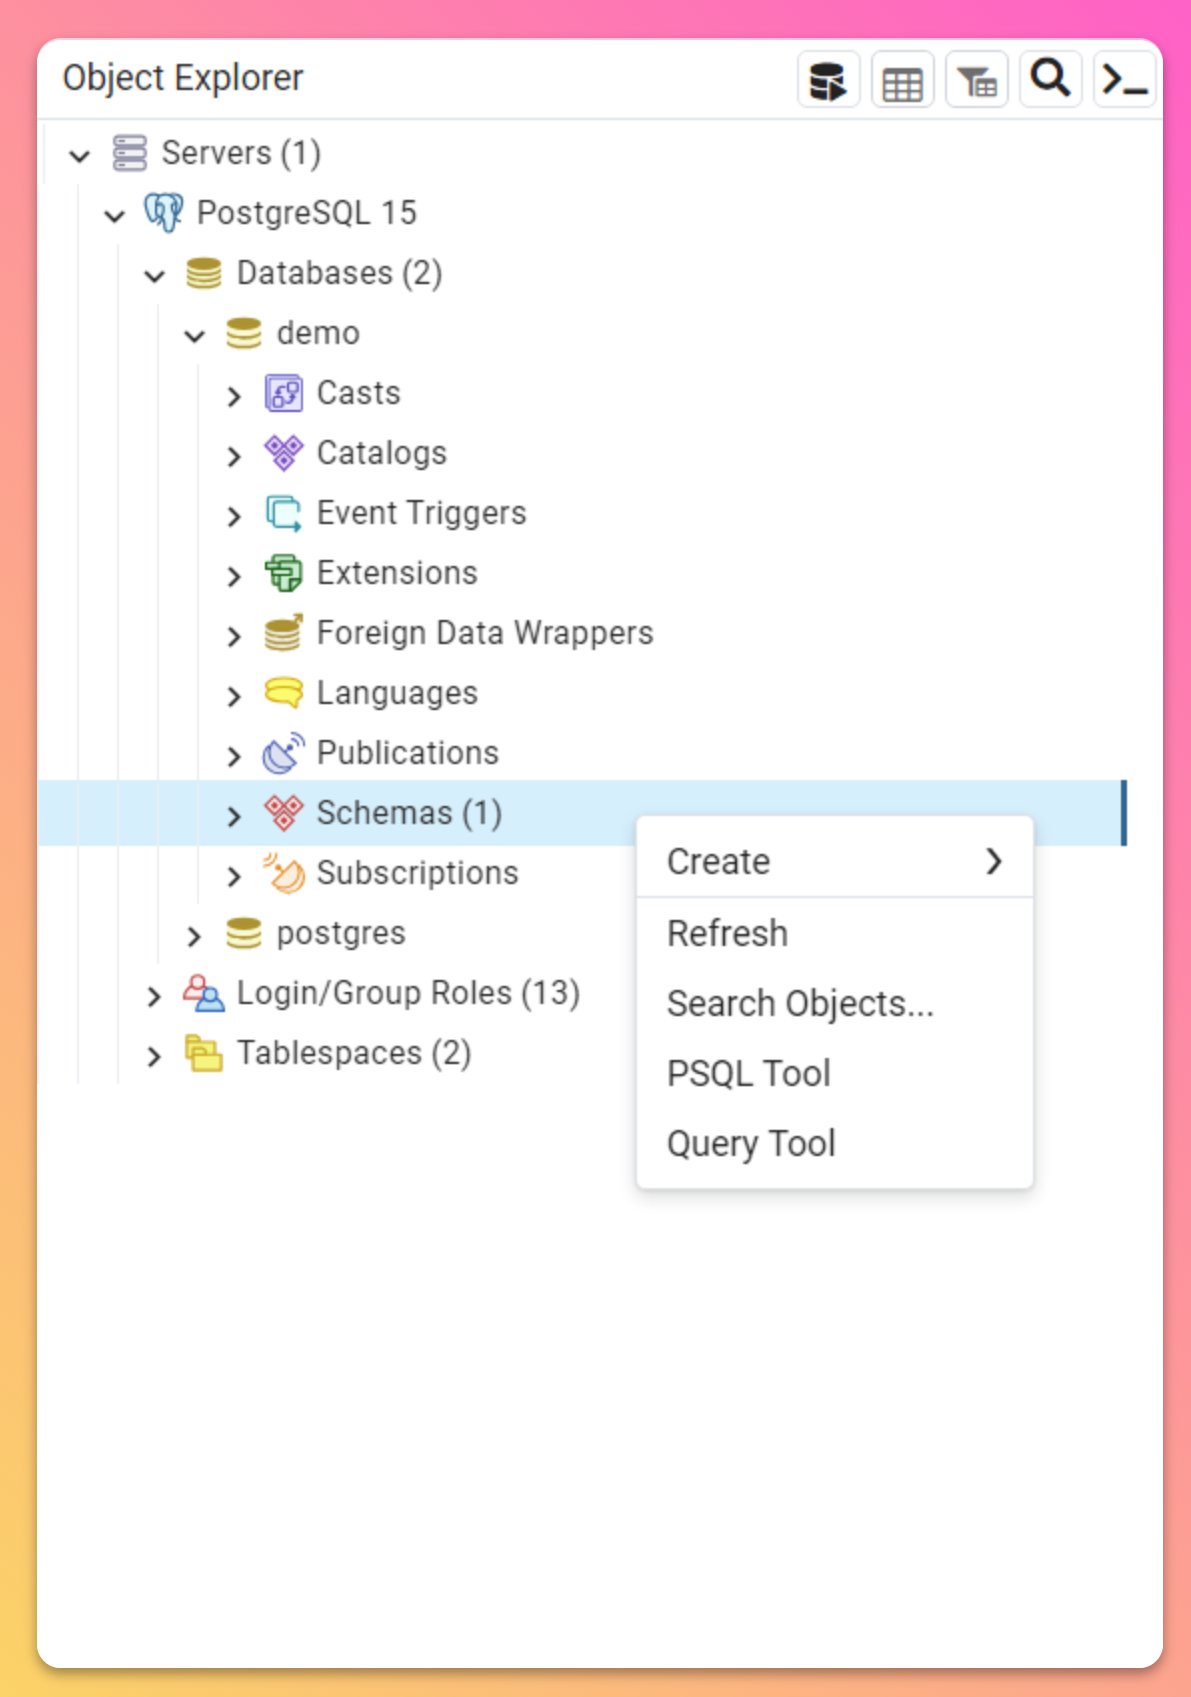 Object Explorer
Servers (1)
PostgreSQL 15
Databases (2)
demo
Casts
Catalogs
Event Triggers
Extensions
Foreign Data Wrappers
Languages
Publications
Schemas (1)
Subscriptions
postgres
Login/Group Roles (13)
Tablespaces (2)
Create
Refresh
Search Objects...
PSQL Tool
Query Tool